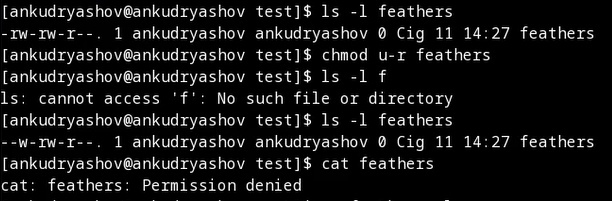 [ankudryashov@ankudryashov test]$ ls -l feathers
-rw-rw-r--. 1 ankudryashov ankudryashov 0 Cig 11 14:27 feathers
[ankudryashov@ankudryashov test]$ chmod u-r feathers
[ankudryashov@ankudryashov test]$ ls -l f
ls: cannot access 'f': No such file or directory
[ankudryashov@ankudryashov test]$ ls -l feathers
--w-rw-r--. 1 ankudryashov ankudryashov 0 Cig 11 14:27 feathers
[ankudryashov@ankudryashov test]$ cat feathers
cat: feathers: Permission denied